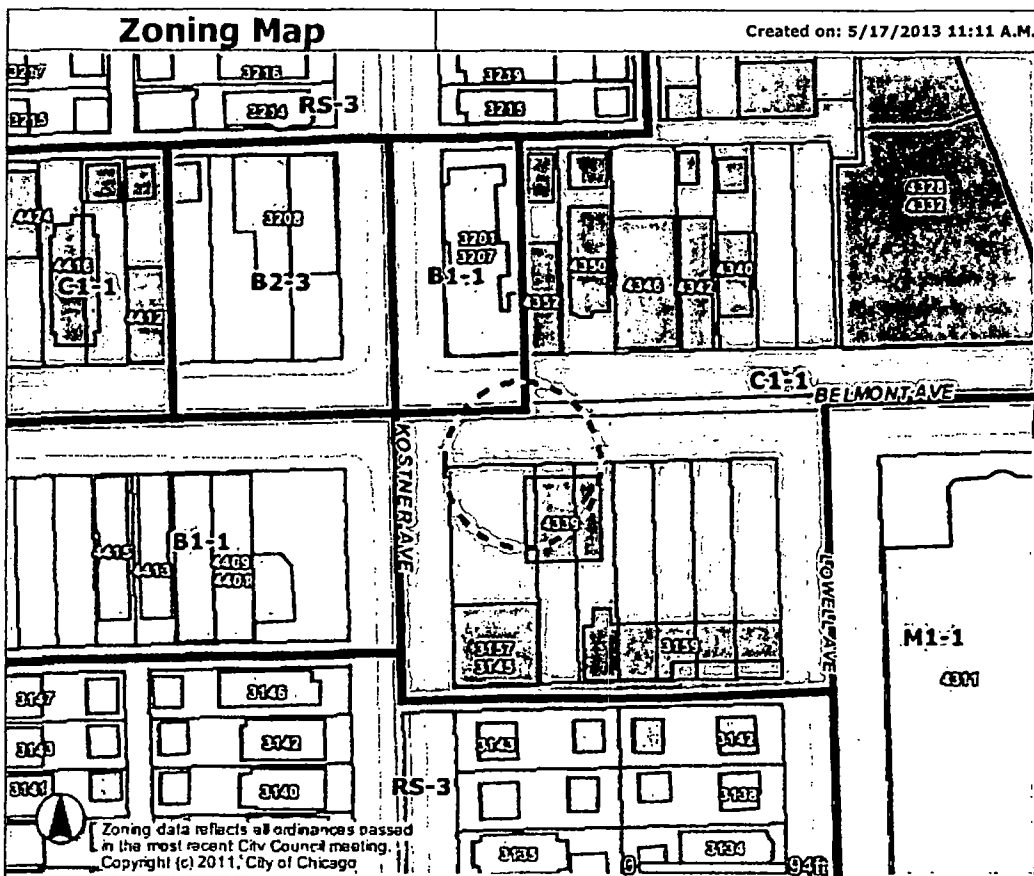 Zoning Map
Created on: 5/17/2013 11:11 A.M.
3217
3216
3239
3215
3214
RS-3
3215
4424
3208
3201
3207
4328
4332
4416
C1-1
4412
B2-3
B1-1
4352
4350
4346
4342
4340
C1-1
BELMONT AVE
KOSTNER AVE
4339
4415
4413
B1-1
4409
4401
LOWELL AVE
3157
3145
3159
M1-1
4311
3147
3146
3143
3142
3143
3142
3141
3140
RS-3
3138
3135
3134
Zoning data reflects all ordinances passed
in the most recent City Council meeting.
Copyright (c) 2011, City of Chicago
0 94ft